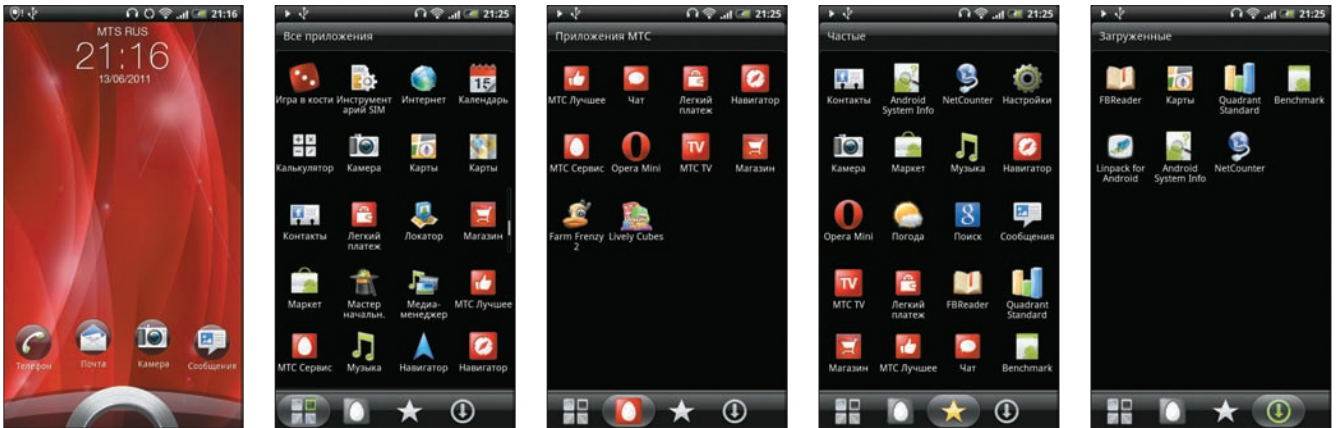 21:16
MTS RUS
21:16
13/06/2011
Телефон Почта Камера Сообщения
21:25
Все приложения
Игра в кости Инструмент арий SIM Интернет Календарь
Калькулятор Камера Карты Карты
Контакты Легкий платеж Локатор Магазин
Маркет Мастер начальн. Медиа-менеджер МТС Лучшее
МТС Сервис Музыка Навигатор Навигатор
21:25
Приложения МТС
МТС Лучшее Чат Легкий платеж Навигатор
МТС Сервис Opera Mini МТС TV Магазин
Farm Frenzy 2 Lively Cubes
21:25
Частые
Контакты Android System Info NetCounter Настройки
Камера Маркет Музыка Навигатор
Opera Mini Погода Поиск Сообщения
МТС TV Легкий платеж FBReader Quadrant Standard
Магазин МТС Лучшее Чат Benchmark
21:25
Загруженные
FBReader Карты Quadrant Standard Benchmark
Linpack for Android Android System Info NetCounter